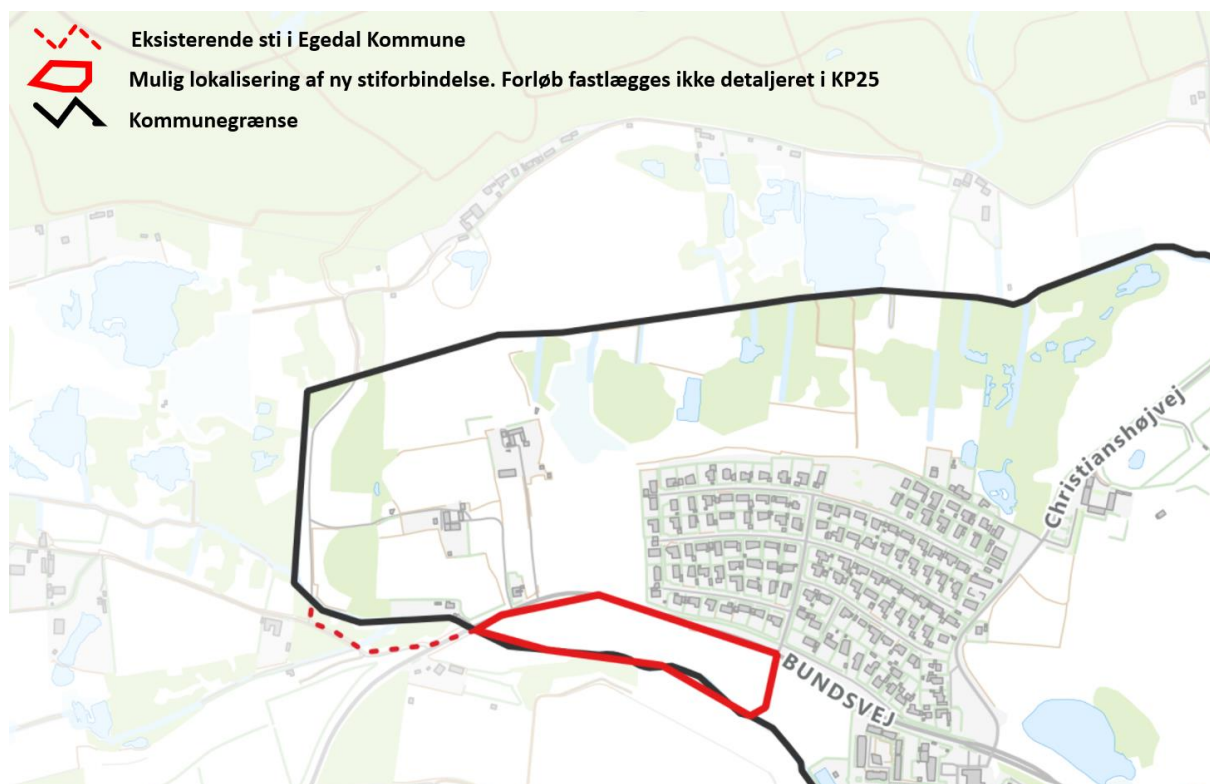 Eksisterende sti i Egedal Kommune
Mulig lokalisering af ny stiforbindelse. Forløb fastlægges ikke detaljeret i KP25
Kommunegrænse
Christianshøjvej
BUNDSVEJ